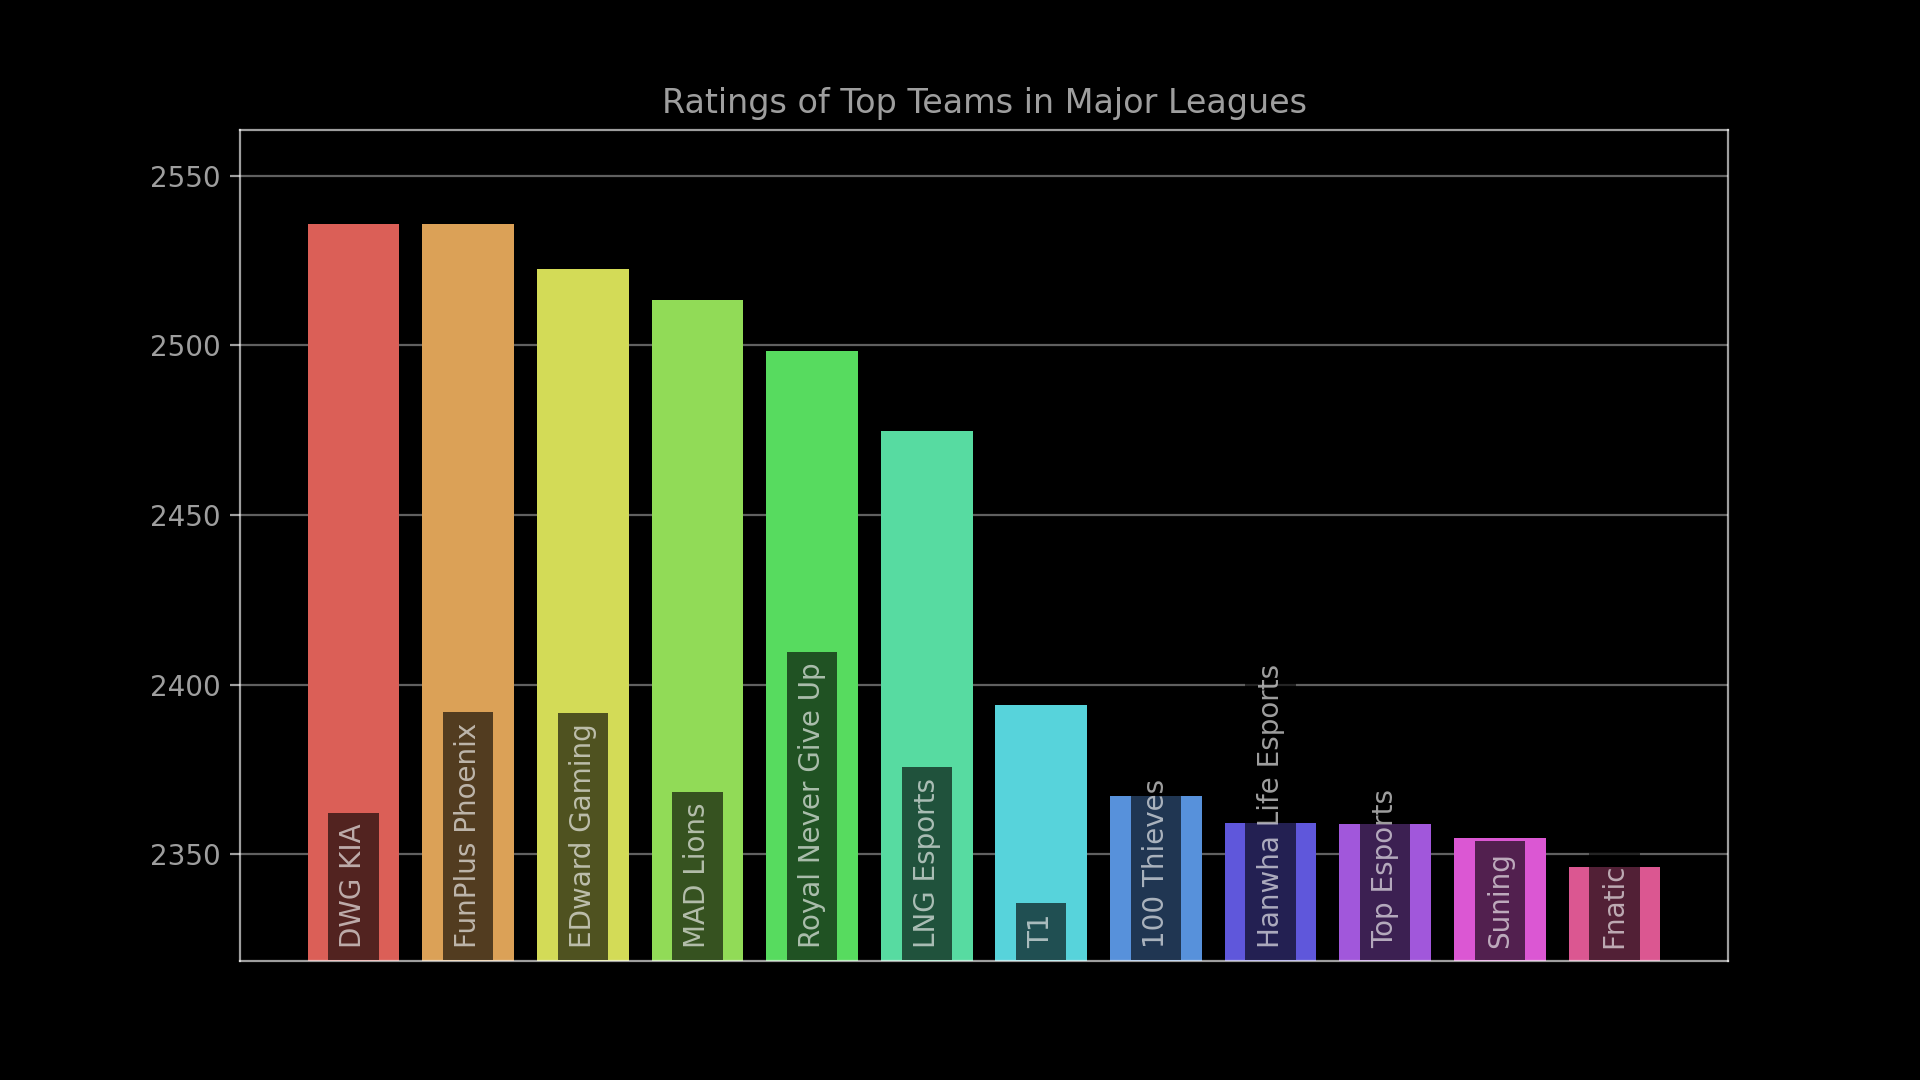 Ratings of Top Teams in Major Leagues
2550
2500
2450
2400
2350
DWG KIA
FunPlus Phoenix
EDward Gaming
MAD Lions
Royal Never Give Up
LNG Esports
T1
100 Thieves
Hanwha Life Esports
Top Esports
Suning
Fnatic